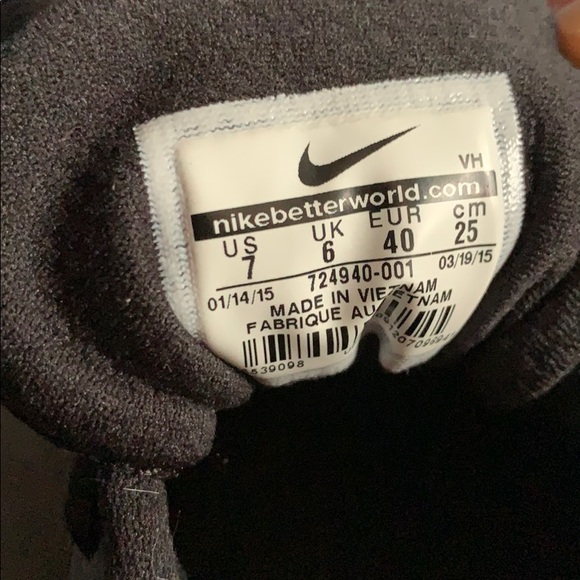 VH
nikebetterworld.com
US UK EUR cm
7 6 40 25
01/14/15 724940-001 03/19/15
MADE IN VIETNAM
FABRIQUE AU VIETNAM